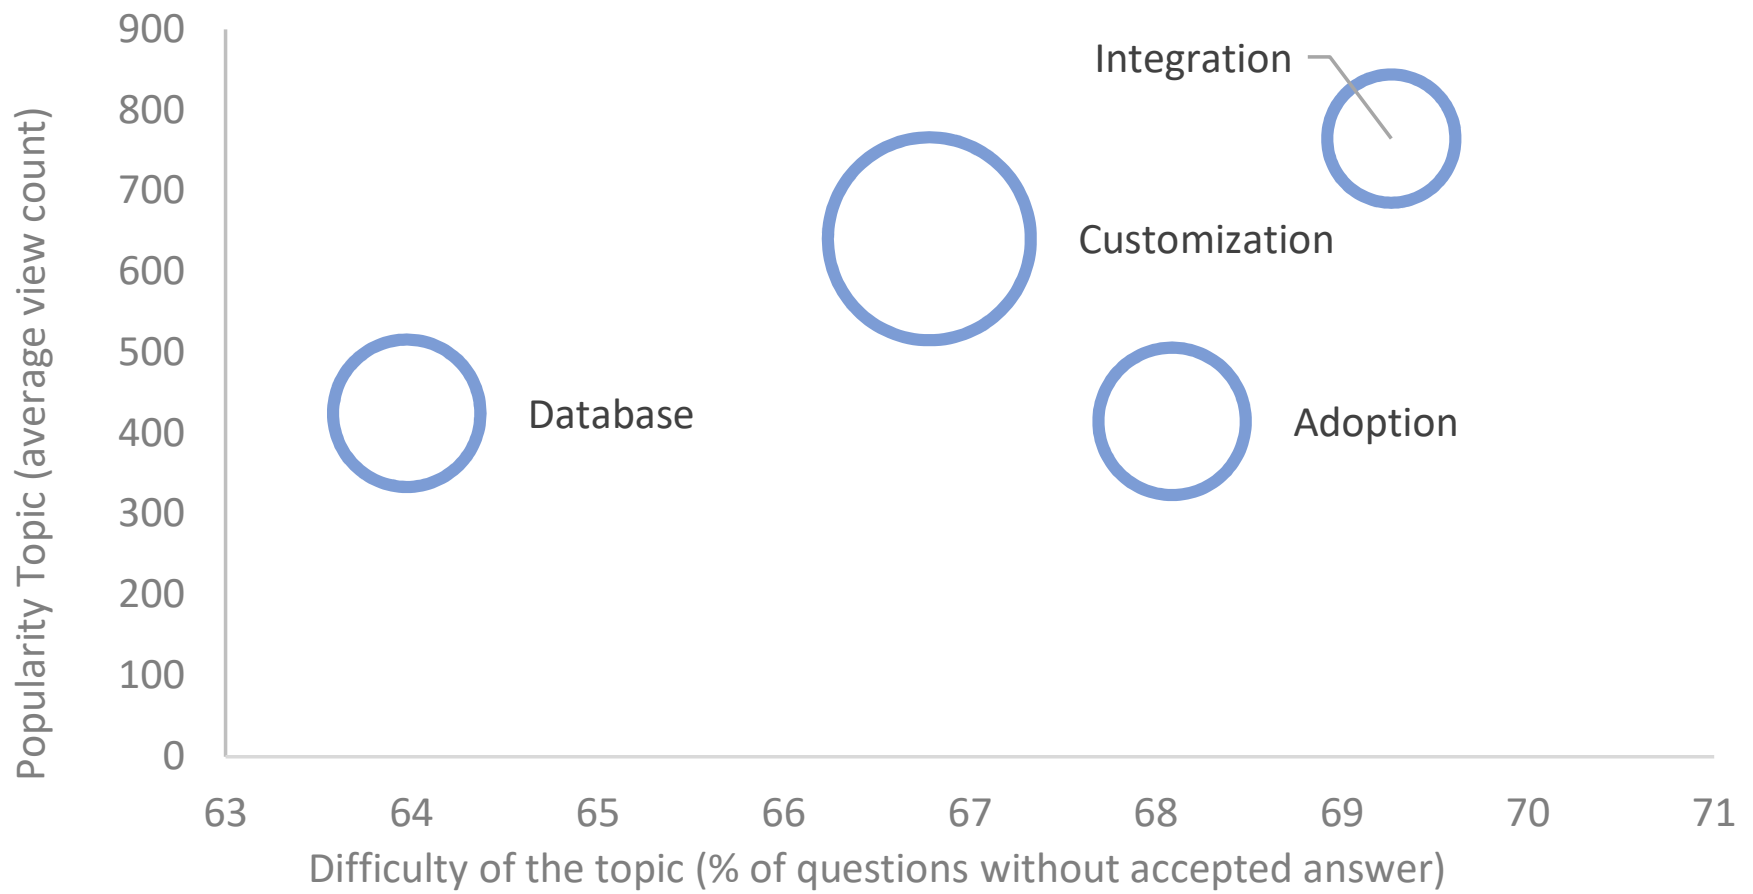 Popularity Topic (average view count)
900
800
700
600
500
400
300
200
100
0
Integration
Customization
Database
Adoption
63 64 65 66 67 68 69 70 71
Difficulty of the topic (% of questions without accepted answer)